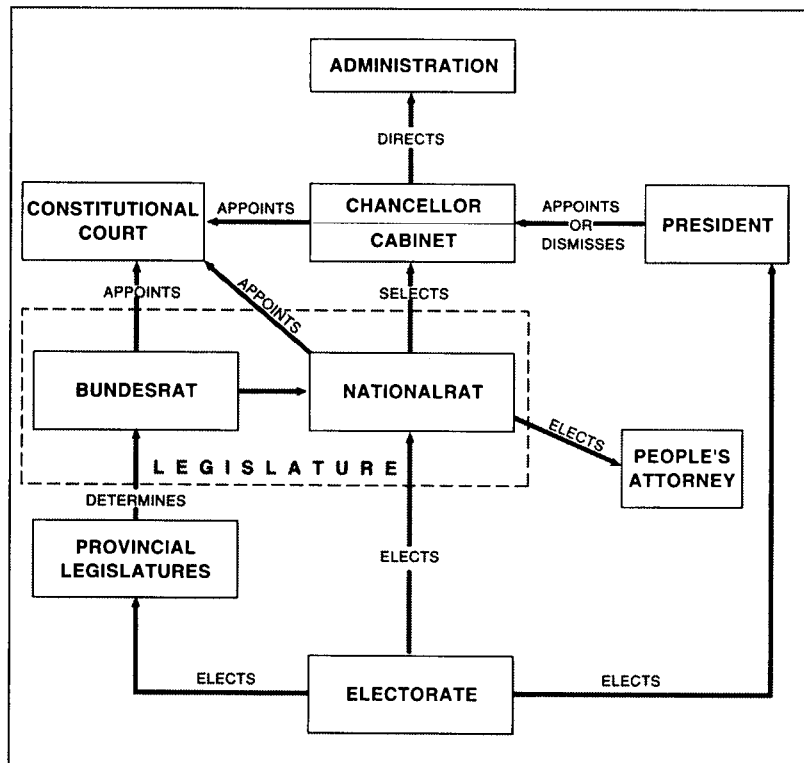 ADMINISTRATION
DIRECTS
CONSTITUTIONAL
COURT
APPOINTS
CHANCELLOR
CABINET
APPOINTS
OR
DISMISSES
PRESIDENT
APPOINTS
APPOINTS
SELECTS
BUNDESRAT
NATIONALRAT
ELECTS
PEOPLE'S
ATTORNEY
LEGISLATURE
DETERMINES
PROVINCIAL
LEGISLATURES
ELECTS
ELECTS
ELECTORATE
ELECTS